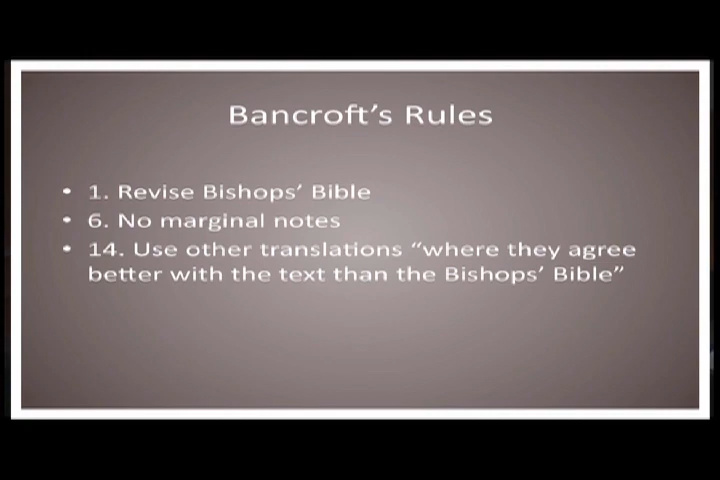 Bancroft’s Rules
• 1. Revise Bishops’ Bible
• 6. No marginal notes
• 14. Use other translations “where they agree
better with the text than the Bishops’ Bible”